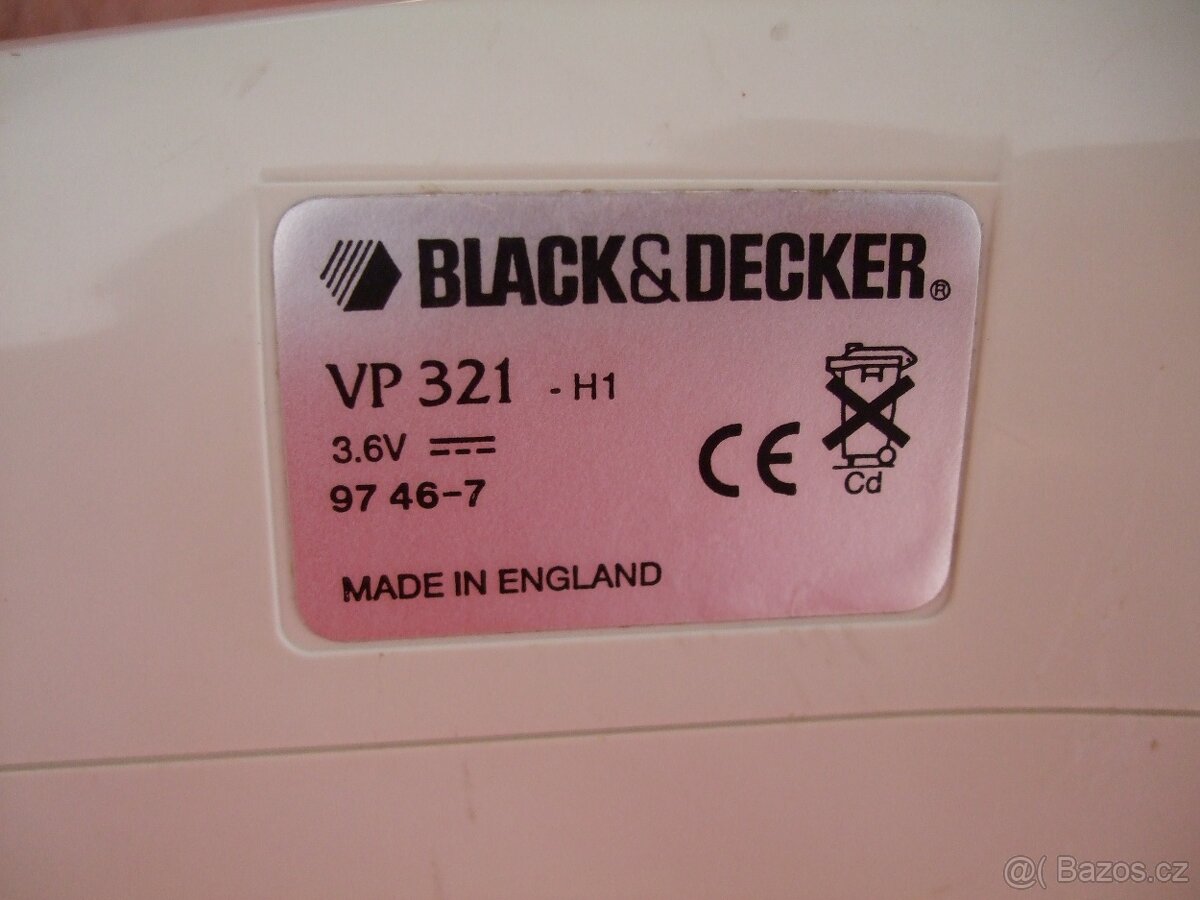 BLACK&DECKER®
VP 321 - H1
3.6V
97 46-7
CE
Cd
MADE IN ENGLAND
@( Bazos.cz